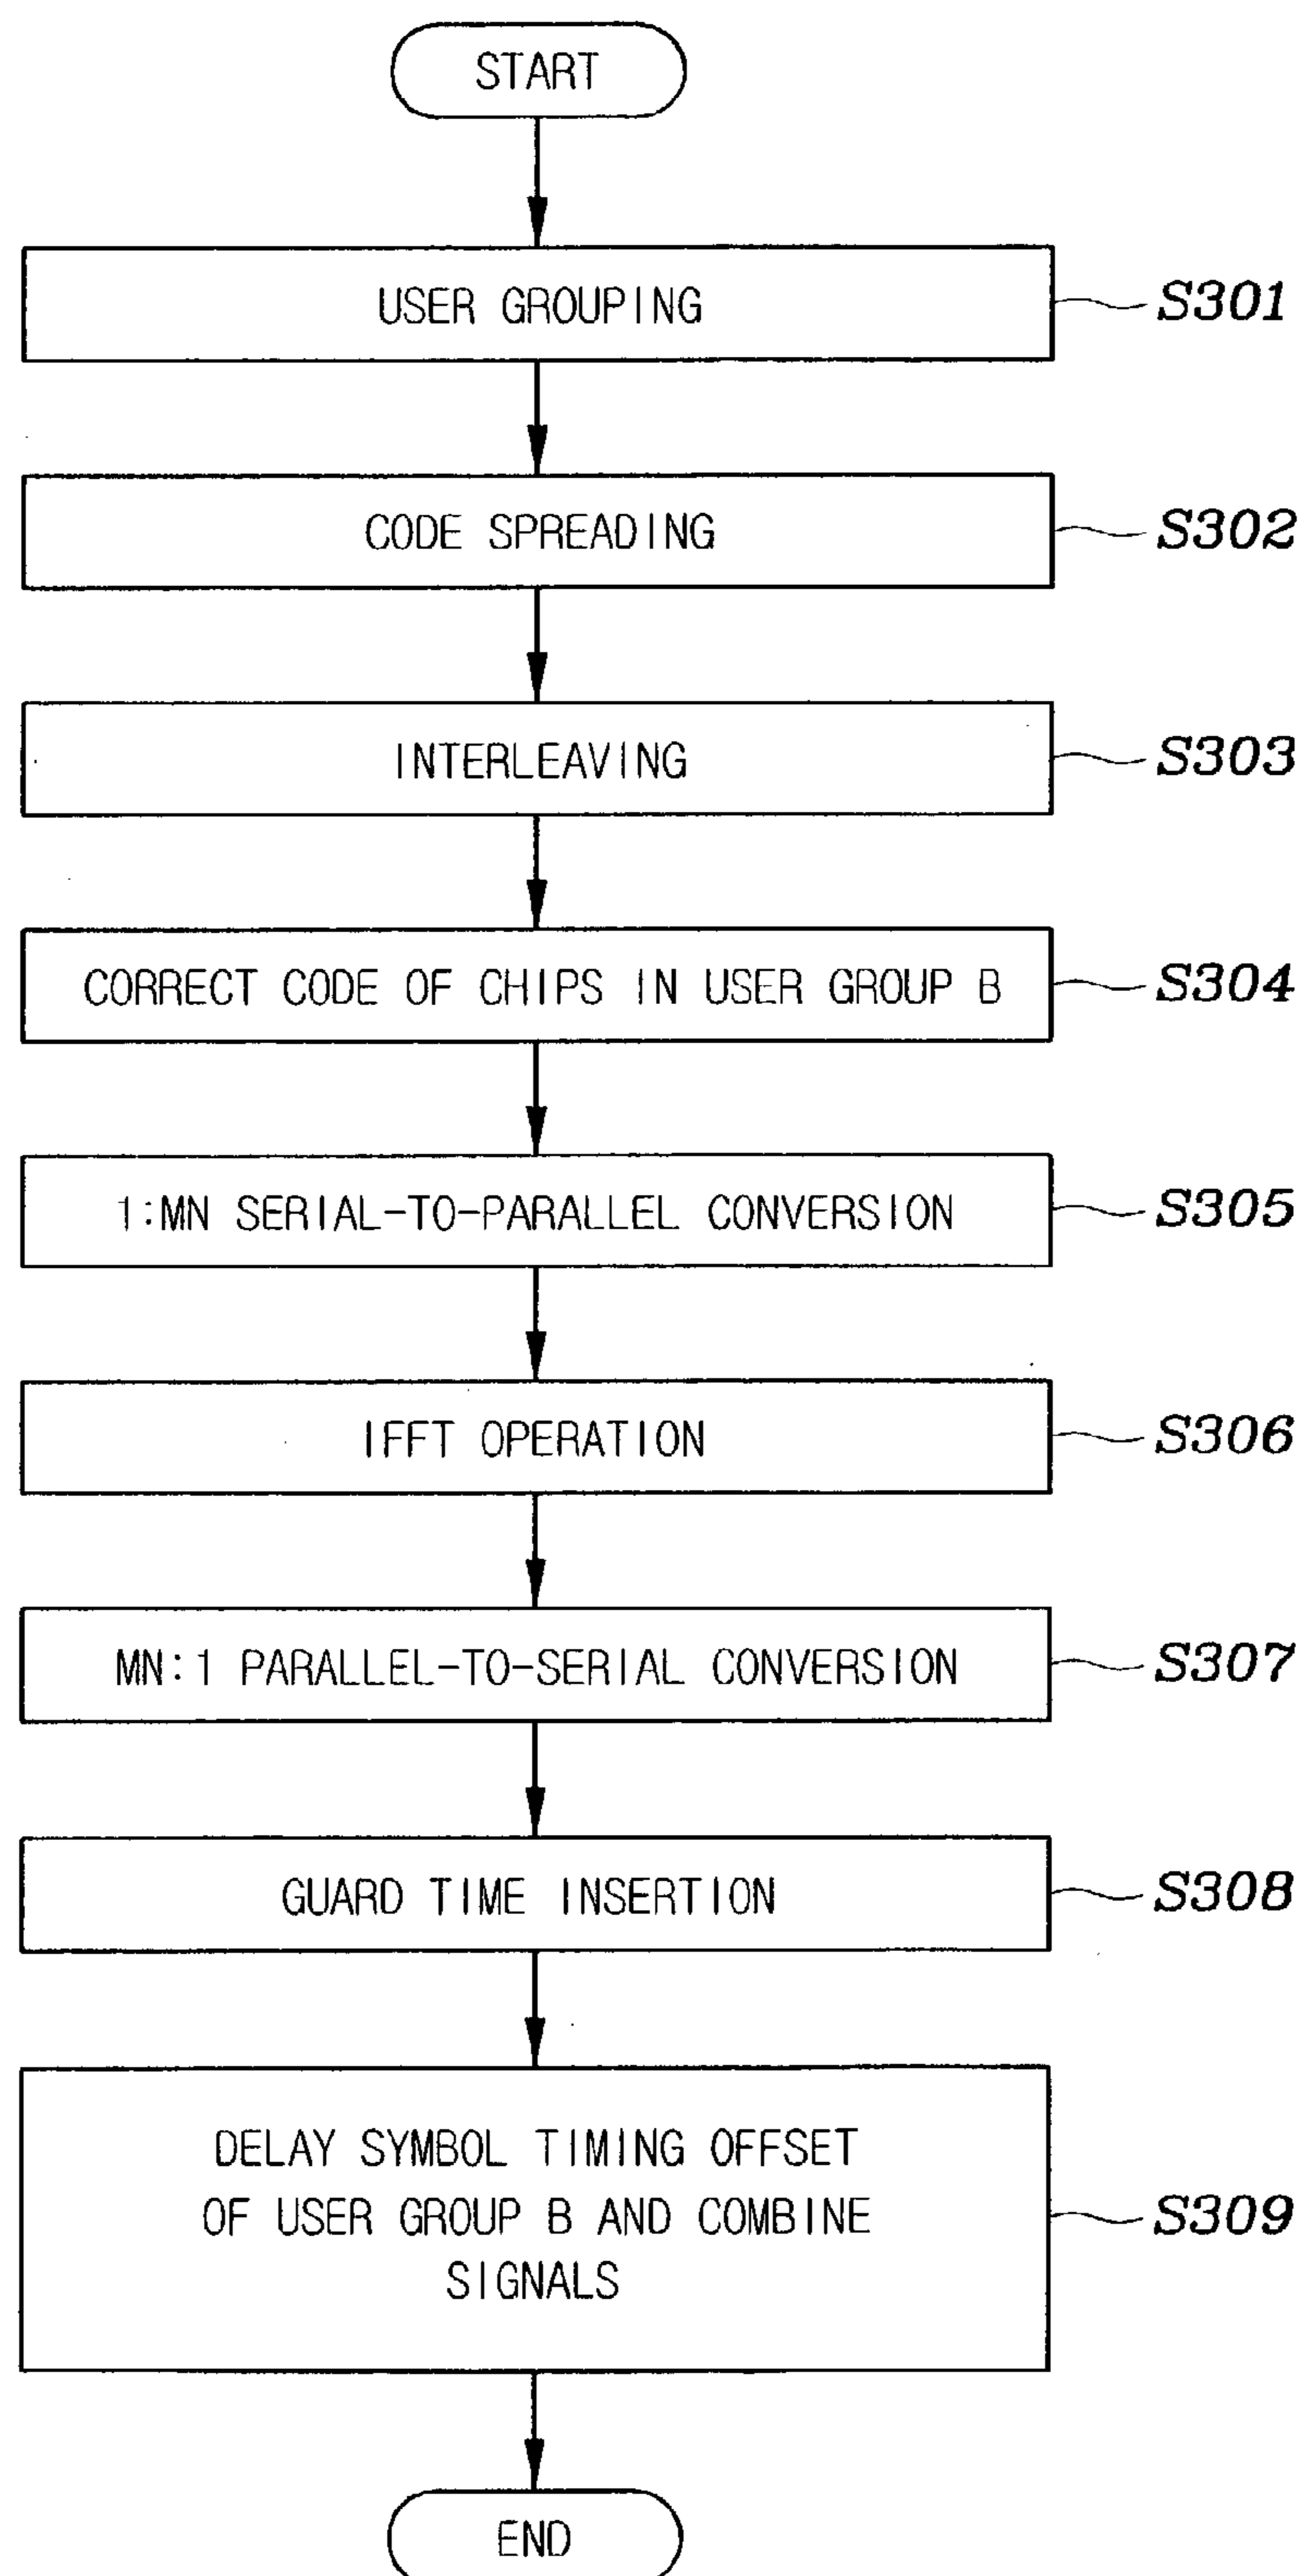 START
USER GROUPING
S301
CODE SPREADING
S302
INTERLEAVING
S303
CORRECT CODE OF CHIPS IN USER GROUP B
S304
1:MN SERIAL-TO-PARALLEL CONVERSION
S305
IFFT OPERATION
S306
MN:1 PARALLEL-TO-SERIAL CONVERSION
S307
GUARD TIME INSERTION
S308
DELAY SYMBOL TIMING OFFSET
OF USER GROUP B AND COMBINE
SIGNALS
S309
END